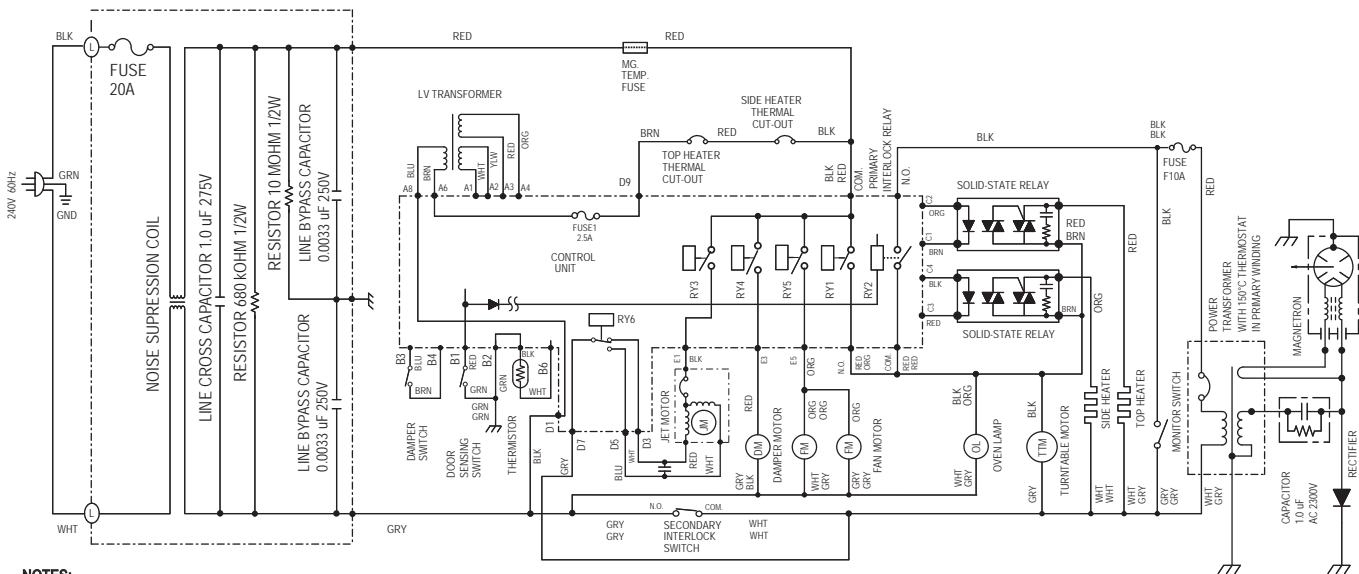 BLK
L
FUSE
20A
RED
RED
MG.
TEMP.
FUSE
240V 60Hz
GRN
GND
NOISE SUPRESSION COIL
LINE CROSS CAPACITOR 1.0 uF 275V
RESISTOR 680 kOHM 1/2W
RESISTOR 10 MOHM 1/2W
LINE BYPASS CAPACITOR
0.0033 uF 250V
LINE BYPASS CAPACITOR
0.0033 uF 250V
L
WHT
GRY
LV TRANSFORMER
BLU
BRN
WHT
YLW
RED
ORG
A8
A6
A1
A2
A3
A4
D9
BRN
RED
BLK
TOP HEATER
THERMAL
CUT-OUT
SIDE HEATER
THERMAL
CUT-OUT
BLK
RED
COM.
PRIMARY
INTERLOCK RELAY
N.O.
BLK
BLK
BLK
FUSE
F10A
RED
FUSE1
2.5A
CONTROL
UNIT
RY3
RY4
RY5
RY1
RY2
RY6
C2
ORG
C1
BRN
C4
BLK
C3
RED
SOLID-STATE RELAY
RED
BRN
SOLID-STATE RELAY
BRN
ORG
RED
BLK
B3
BLU
B4
BRN
DAMPER
SWITCH
B1
RED
B2
GRN
GRN
GRN
GRN
DOOR
SENSING
SWITCH
BLK
B6
WHT
THERMISTOR
D1
BLK
D7
GRY
D5
BLU
D3
WHT
E1
BLK
JET MOTOR
JM
RED
WHT
E3
RED
DM
GRY
BLK
DAMPER MOTOR
E5
ORG
ORG
ORG
FM
WHT
GRY
FM
GRY
GRY
FAN MOTOR
N.O.
RED
ORG
COM.
RED
RED
BLK
ORG
OL
WHT
GRY
OVEN LAMP
BLK
TTM
GRY
TURNTABLE MOTOR
SIDE HEATER
WHT
WHT
TOP HEATER
WHT
GRY
MONITOR SWITCH
GRY
GRY
POWER
TRANSFORMER
WITH 150°C THERMOSTAT
IN PRIMARY WINDING
WHT
GRY
MAGNETRON
CAPACITOR
1.0 uF
AC 2300V
RECTIFIER
N.O.
COM.
GRY
GRY
SECONDARY
INTERLOCK
SWITCH
WHT
WHT
NOTES: